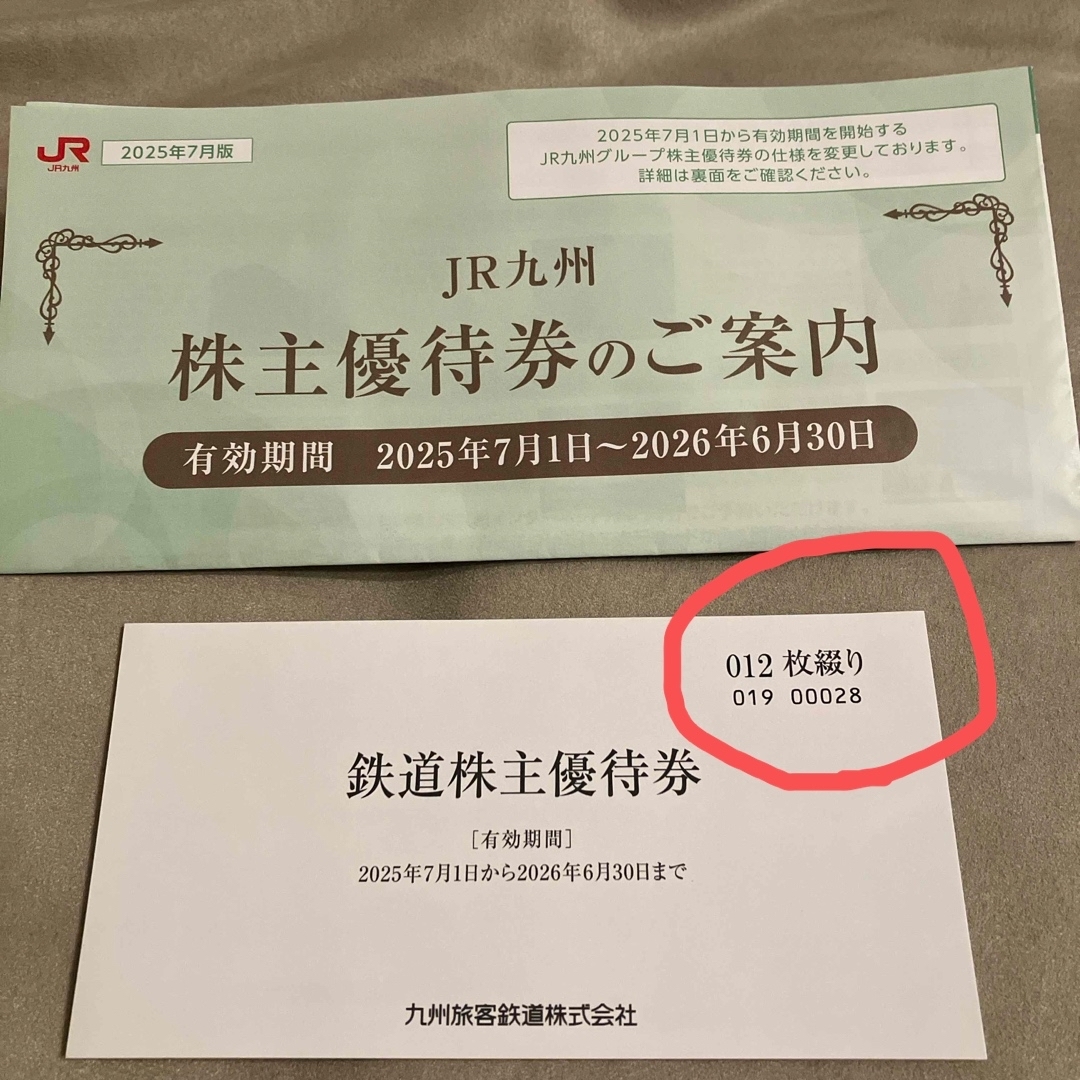 JR
JR九州
2025年7月版
2025年7月1日から有効期間を開始する
JR九州グループ株主優待券の仕様を変更しております。
詳細は裏面をご確認ください。
JR九州
株主優待券のご案内
有効期間 2025年7月1日～2026年6月30日
012 枚綴り
019 00028
鉄道株主優待券
［有効期間］
2025年7月1日から2026年6月30日まで
九州旅客鉄道株式会社